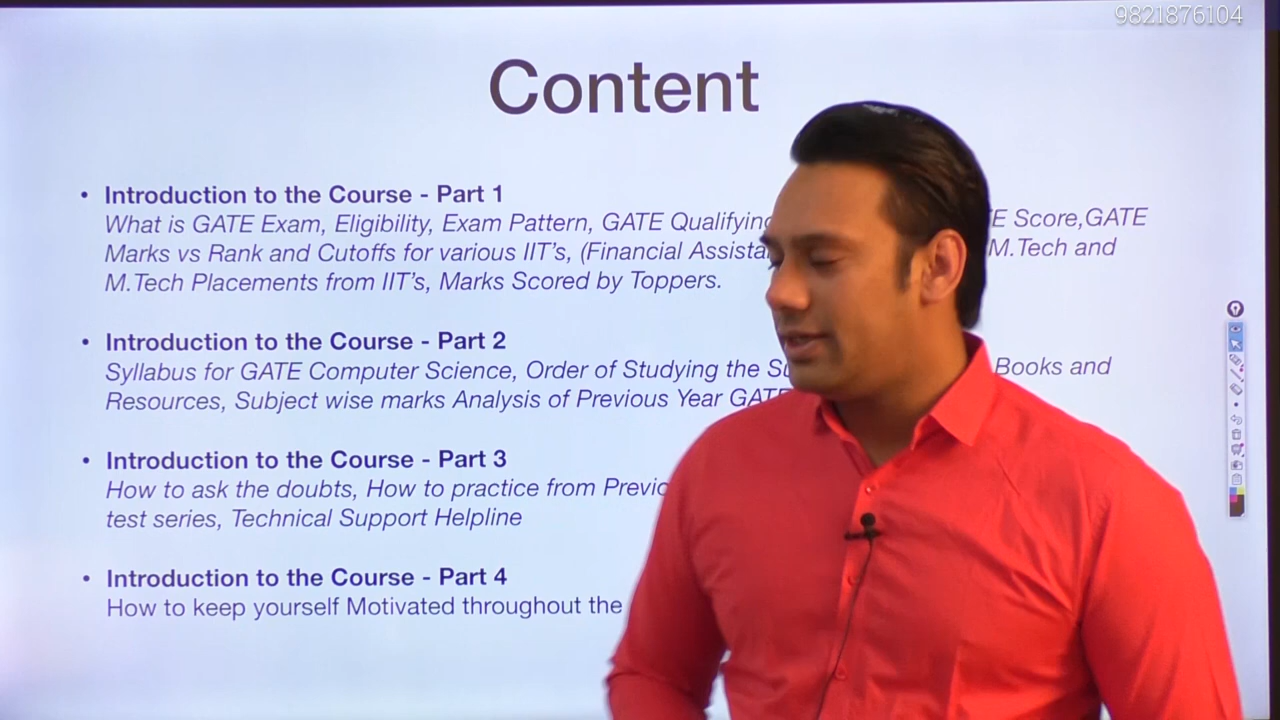 9821876104
Content
• Introduction to the Course - Part 1
What is GATE Exam, Eligibility, Exam Pattern, GATE Qualifying Score,GATE
Marks vs Rank and Cutoffs for various IIT's, (Financial M.Tech and
M.Tech Placements from IIT's, Marks Scored by Toppers.
• Introduction to the Course - Part 2
Syllabus for GATE Computer Science, Order of Studying the Books and
Resources, Subject wise marks Analysis of Previous Year
• Introduction to the Course - Part 3
How to ask the doubts, How to practice from
test series, Technical Support Helpline
• Introduction to the Course - Part 4
How to keep yourself Motivated throughout the